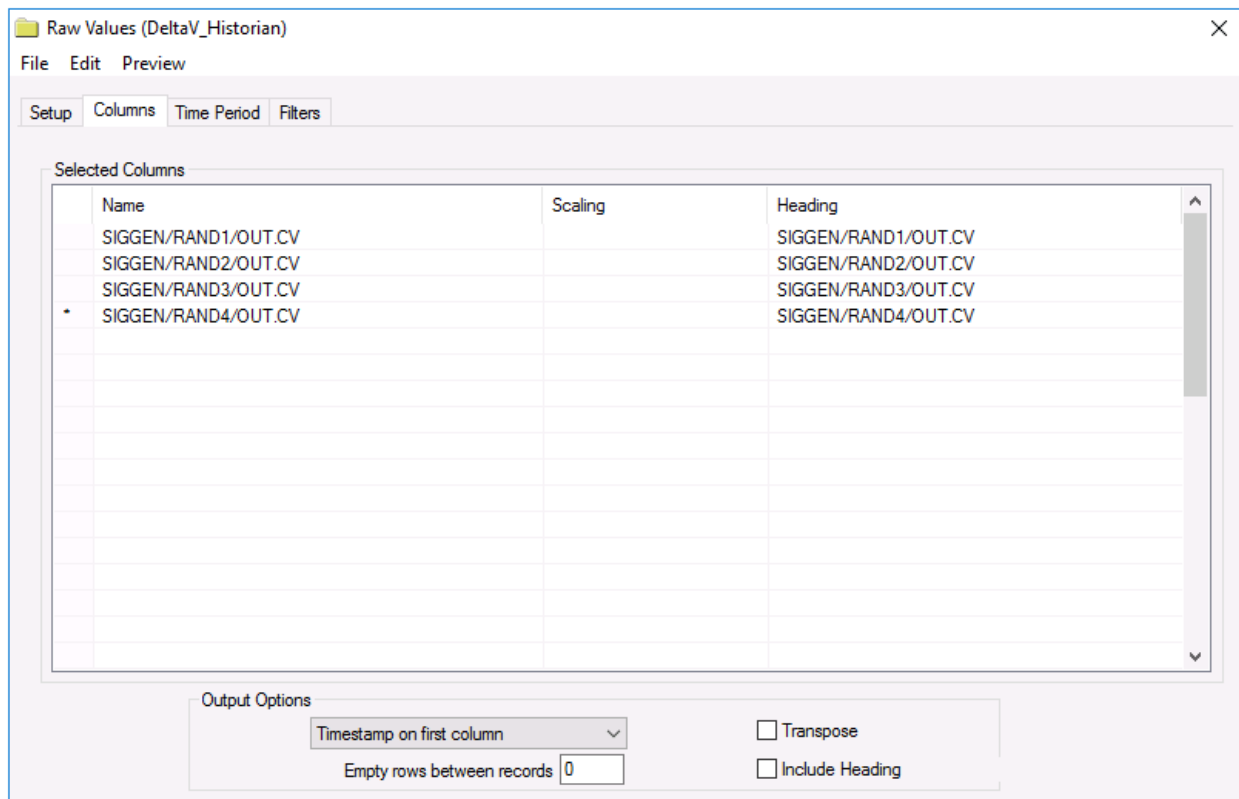 Raw Values (DeltaV_Historian)
File Edit Preview
Setup Columns Time Period Filters
Selected Columns
Name Scaling Heading
SIGGEN/RAND1/OUT.CV SIGGEN/RAND1/OUT.CV
SIGGEN/RAND2/OUT.CV SIGGEN/RAND2/OUT.CV
SIGGEN/RAND3/OUT.CV SIGGEN/RAND3/OUT.CV
* SIGGEN/RAND4/OUT.CV SIGGEN/RAND4/OUT.CV
Output Options
Timestamp on first column Transpose
Empty rows between records 0 Include Heading